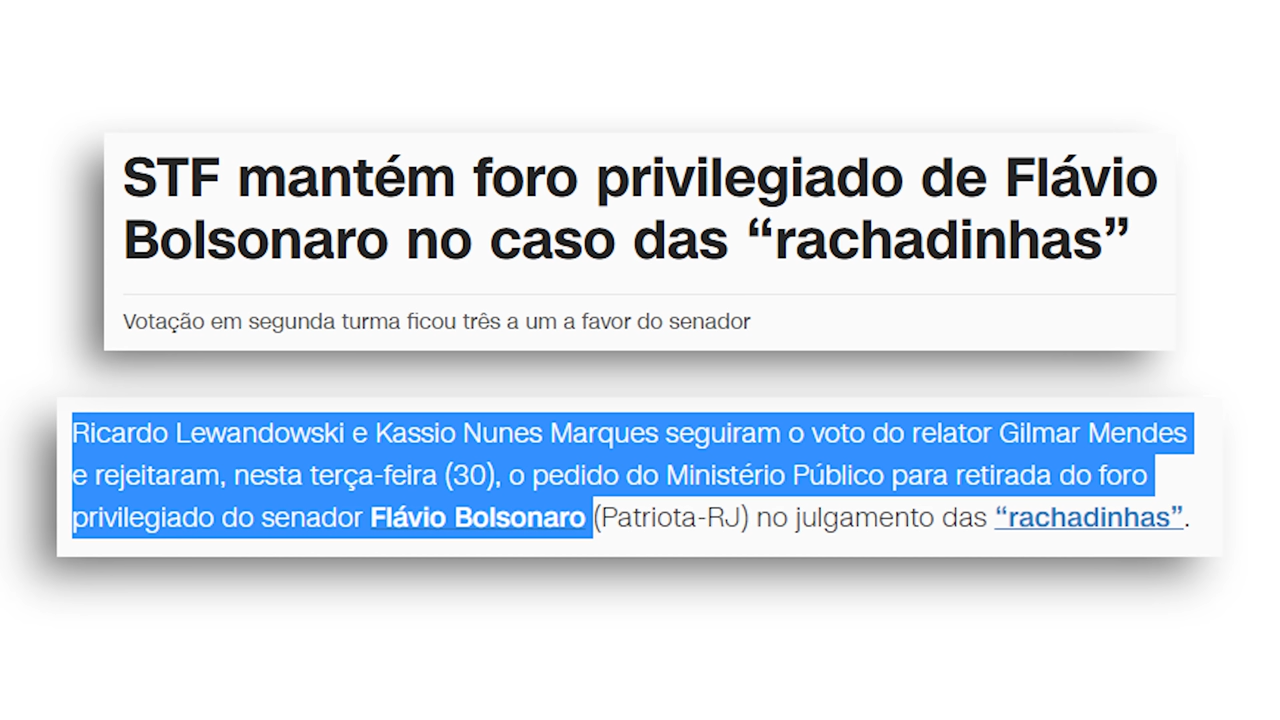 STF mantém foro privilegiado de Flávio
Bolsonaro no caso das “rachadinhas”
Votação em segunda turma ficou três a um a favor do senador
Ricardo Lewandowski e Kassio Nunes Marques seguiram o voto do relator Gilmar Mendes
e rejeitaram, nesta terça-feira (30), o pedido do Ministério Público para retirada do foro
privilegiado do senador Flávio Bolsonaro (Patriota-RJ) no julgamento das “rachadinhas”.